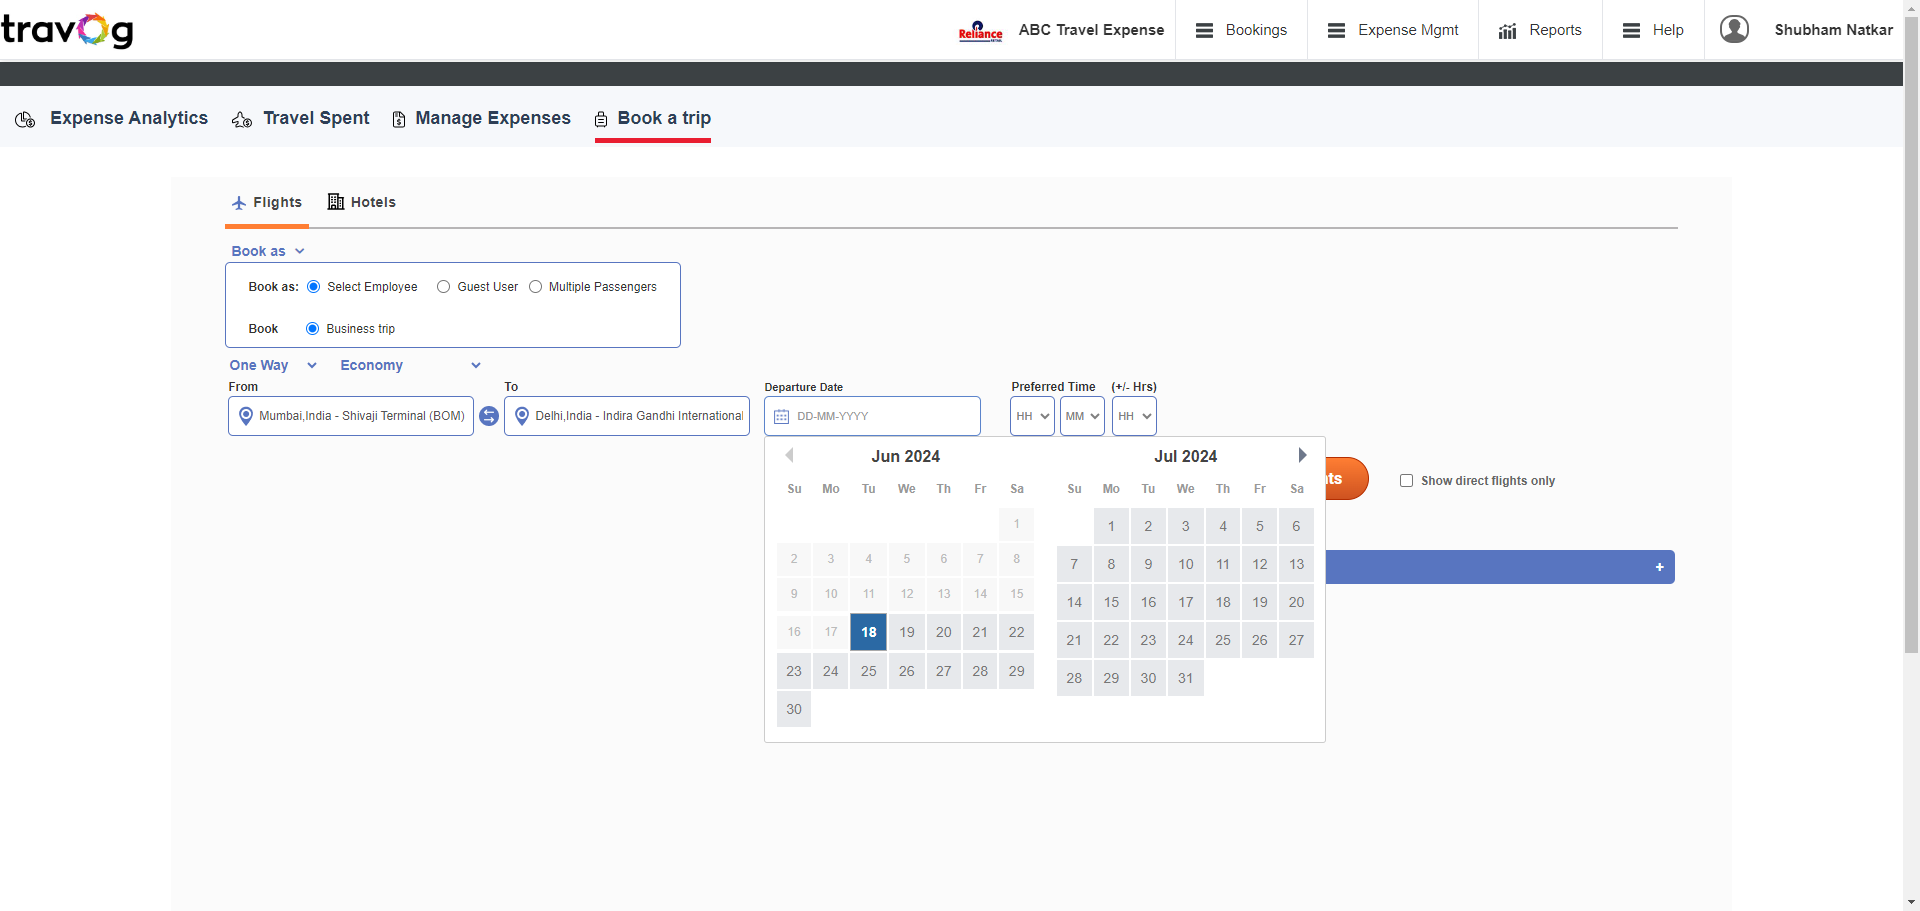 travog
Reliance
ABC Travel Expense
Bookings
Expense Mgmt
Reports
Help
Shubham Natkar
Expense Analytics
Travel Spent
Manage Expenses
Book a trip
Flights
Hotels
Book as
Book as: Select Employee Guest User Multiple Passengers
Book Business trip
One Way Economy
From To Departure Date Preferred Time (+/- Hrs)
Mumbai,India - Shivaji Terminal (BOM) Delhi,India - Indira Gandhi International DD-MM-YYYY HH MM HH
Jun 2024
Su Mo Tu We Th Fr Sa
1
2 3 4 5 6 7 8
9 10 11 12 13 14 15
16 17 18 19 20 21 22
23 24 25 26 27 28 29
30
Jul 2024
Su Mo Tu We Th Fr Sa
1 2 3 4 5 6
7 8 9 10 11 12 13
14 15 16 17 18 19 20
21 22 23 24 25 26 27
28 29 30 31
Show direct flights only
+